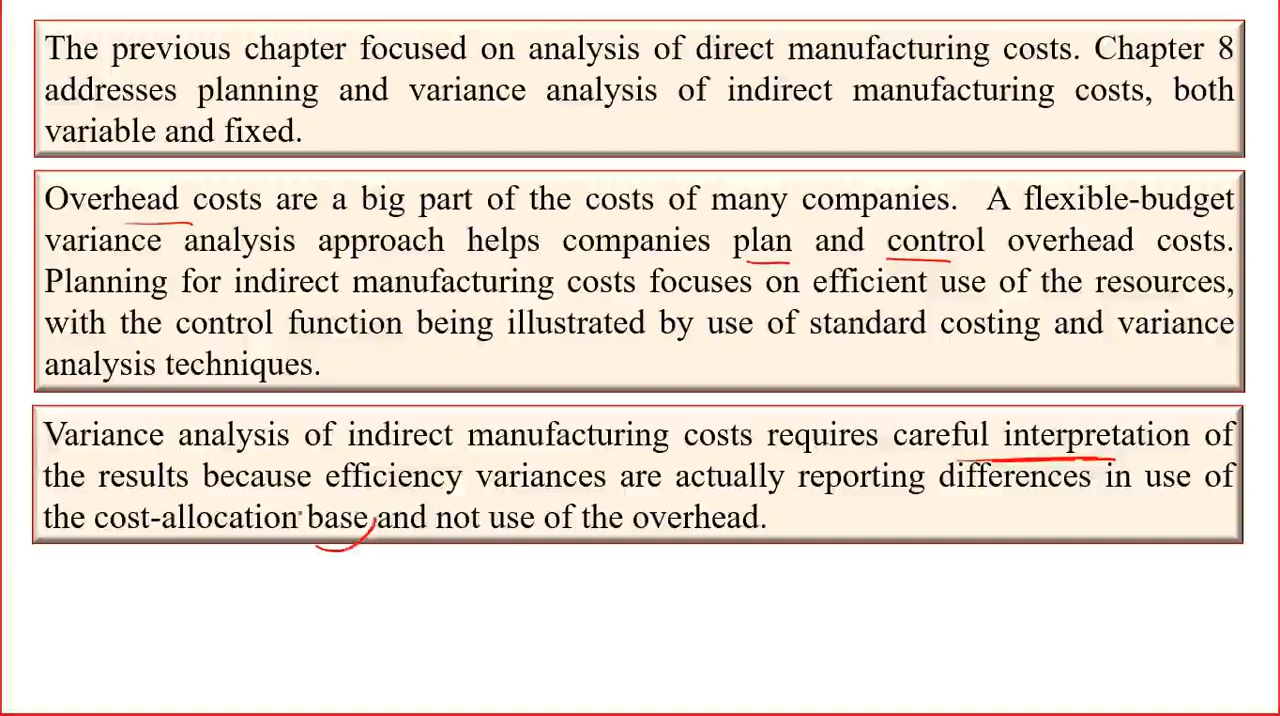 The previous chapter focused on analysis of direct manufacturing costs. Chapter 8
addresses planning and variance analysis of indirect manufacturing costs, both
variable and fixed.
Overhead costs are a big part of the costs of many companies. A flexible-budget
variance analysis approach helps companies plan and control overhead costs.
Planning for indirect manufacturing costs focuses on efficient use of the resources,
with the control function being illustrated by use of standard costing and variance
analysis techniques.
Variance analysis of indirect manufacturing costs requires careful interpretation of
the results because efficiency variances are actually reporting differences in use of
the cost-allocation base and not use of the overhead.